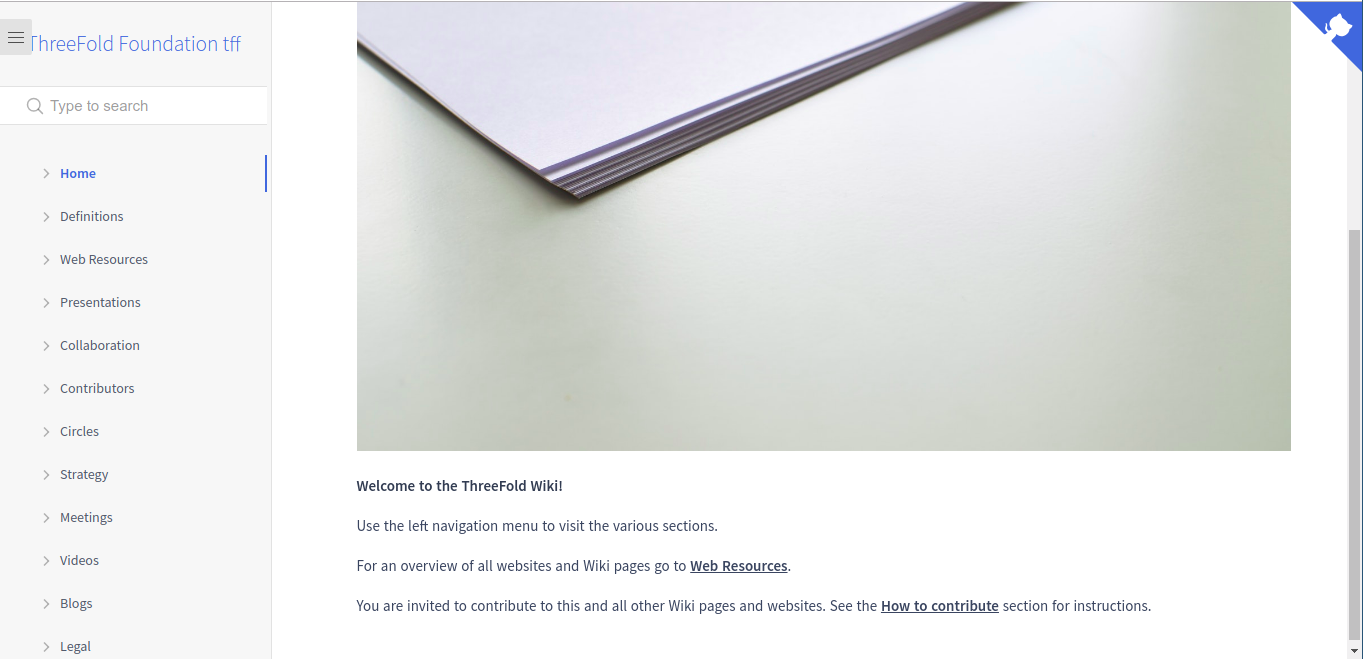 ThreeFold Foundation tff
Type to search
Home
Definitions
Web Resources
Presentations
Collaboration
Contributors
Circles
Strategy
Meetings
Videos
Blogs
Legal
Welcome to the ThreeFold Wiki!
Use the left navigation menu to visit the various sections.
For an overview of all websites and Wiki pages go to Web Resources.
You are invited to contribute to this and all other Wiki pages and websites. See the How to contribute section for instructions.